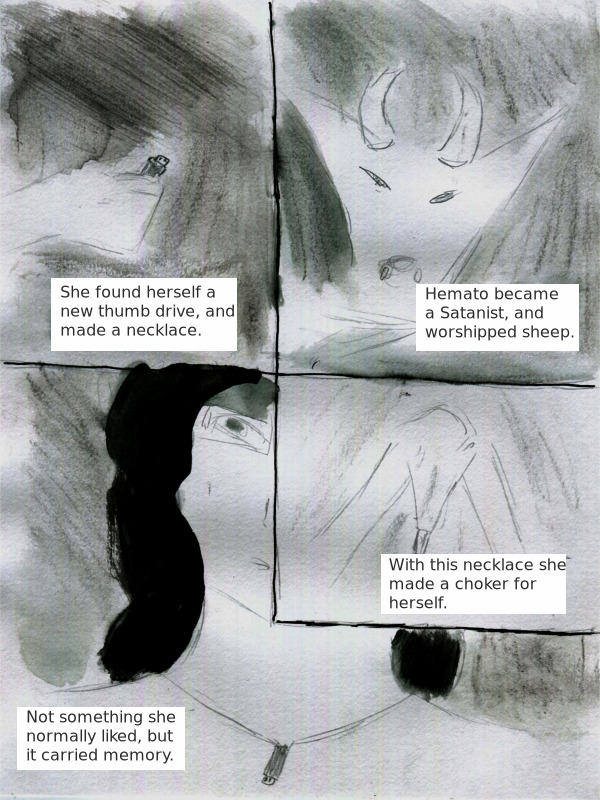 She found herself a
new thumb drive, and
made a necklace.
Hemato became
a Satanist, and
worshipped sheep.
With this necklace she
made a choker for
herself.
Not something she
normally liked, but
it carried memory.